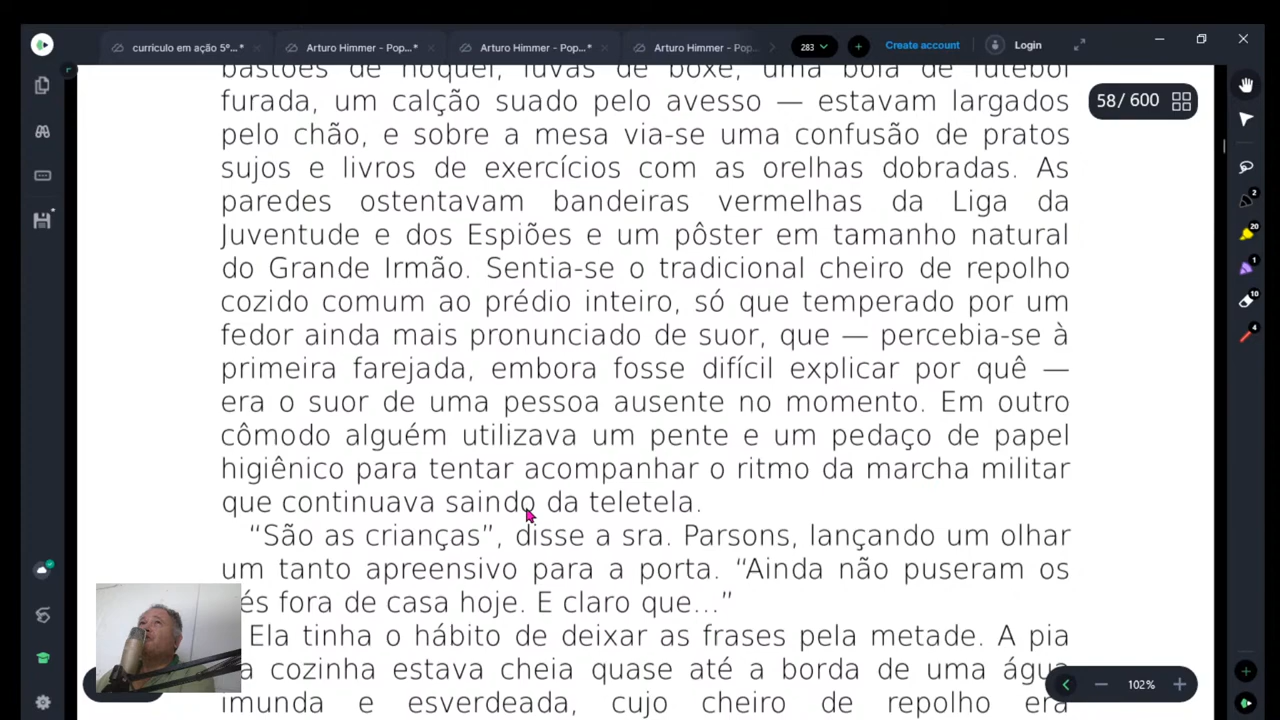 curriculo em ação 5º...*
Arturo Himmer - Pop...*
Arturo Himmer - Pop...*
Arturo Himmer - Pop...
283
Create account
Login
58 / 600
bastões de hóquei, luvas de boxe, uma bola de futebol
furada, um calção suado pelo avesso — estavam largados
pelo chão, e sobre a mesa via-se uma confusão de pratos
sujos e livros de exercícios com as orelhas dobradas. As
paredes ostentavam bandeiras vermelhas da Liga da
Juventude e dos Espiões e um pôster em tamanho natural
do Grande Irmão. Sentia-se o tradicional cheiro de repolho
cozido comum ao prédio inteiro, só que temperado por um
fedor ainda mais pronunciado de suor, que — percebia-se à
primeira farejada, embora fosse difícil explicar por quê —
era o suor de uma pessoa ausente no momento. Em outro
cômodo alguém utilizava um pente e um pedaço de papel
higiênico para tentar acompanhar o ritmo da marcha militar
que continuava saindo da teletela.
“São as crianças”, disse a sra. Parsons, lançando um olhar
um tanto apreensivo para a porta. “Ainda não puseram os
és fora de casa hoje. E claro que...”
Ela tinha o hábito de deixar as frases pela metade. A pia
a cozinha estava cheia quase até a borda de uma água
imunda e esverdeada, cujo cheiro de repolho era
2
20
1
10
4
102%